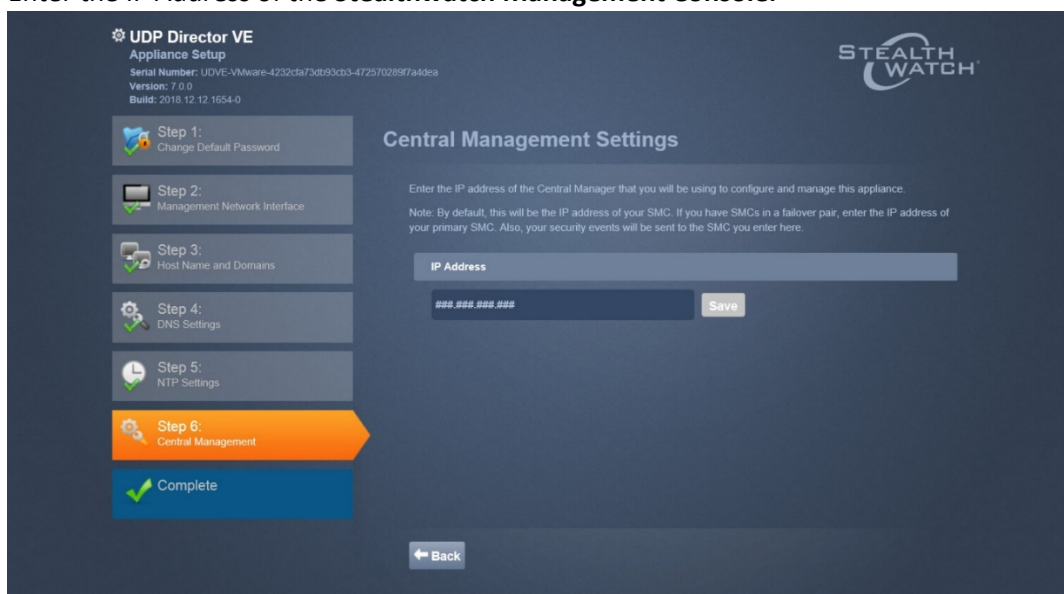 Enter the IP Address of the Stealthwatch Management Console.
UDP Director VE
Appliance Setup
Serial Number: UDVE-VMware-4232cfa73db93cb3-472570289f7a4dea
Version: 7.0.0
Build: 2018.12.12.1654-0
STEALTH
WATCH
Step 1:
Change Default Password
Step 2:
Management Network Interface
Step 3:
Host Name and Domains
Step 4:
DNS Settings
Step 5:
NTP Settings
Step 6:
Central Management
Complete
Central Management Settings
Enter the IP address of the Central Manager that you will be using to configure and manage this appliance.
Note: By default, this will be the IP address of your SMC. If you have SMCs in a failover pair, enter the IP address of
your primary SMC. Also, your security events will be sent to the SMC you enter here.
IP Address
###.###.###.###
Save
Back